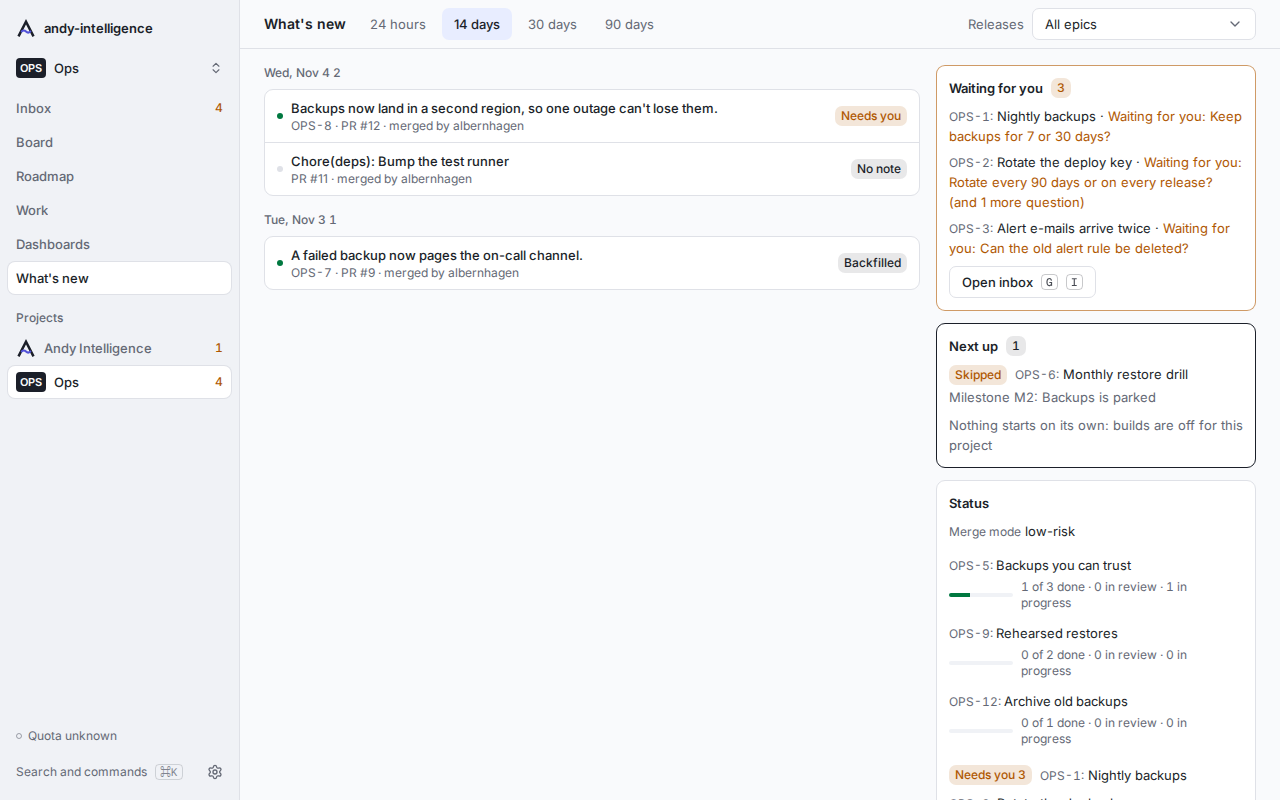 andy-intelligence
OPS Ops
Inbox 4
Board
Roadmap
Work
Dashboards
What's new
Projects
Andy Intelligence 1
OPS Ops 4
Quota unknown
Search and commands ⌘K
What's new 24 hours 14 days 30 days 90 days
Releases All epics
Wed, Nov 4 2
Backups now land in a second region, so one outage can't lose them.
OPS-8 · PR #12 · merged by albernhagen
Needs you
Chore(deps): Bump the test runner
PR #11 · merged by albernhagen
No note
Tue, Nov 3 1
A failed backup now pages the on-call channel.
OPS-7 · PR #9 · merged by albernhagen
Backfilled
Waiting for you 3
OPS-1: Nightly backups · Waiting for you: Keep
backups for 7 or 30 days?
OPS-2: Rotate the deploy key · Waiting for you:
Rotate every 90 days or on every release?
(and 1 more question)
OPS-3: Alert e-mails arrive twice · Waiting for
you: Can the old alert rule be deleted?
Open inbox G I
Next up 1
Skipped OPS-6: Monthly restore drill
Milestone M2: Backups is parked
Nothing starts on its own: builds are off for this
project
Status
Merge mode low-risk
OPS-5: Backups you can trust
1 of 3 done · 0 in review · 1 in
progress
OPS-9: Rehearsed restores
0 of 2 done · 0 in review · 0 in
progress
OPS-12: Archive old backups
0 of 1 done · 0 in review · 0 in
progress
Needs you 3 OPS-1: Nightly backups